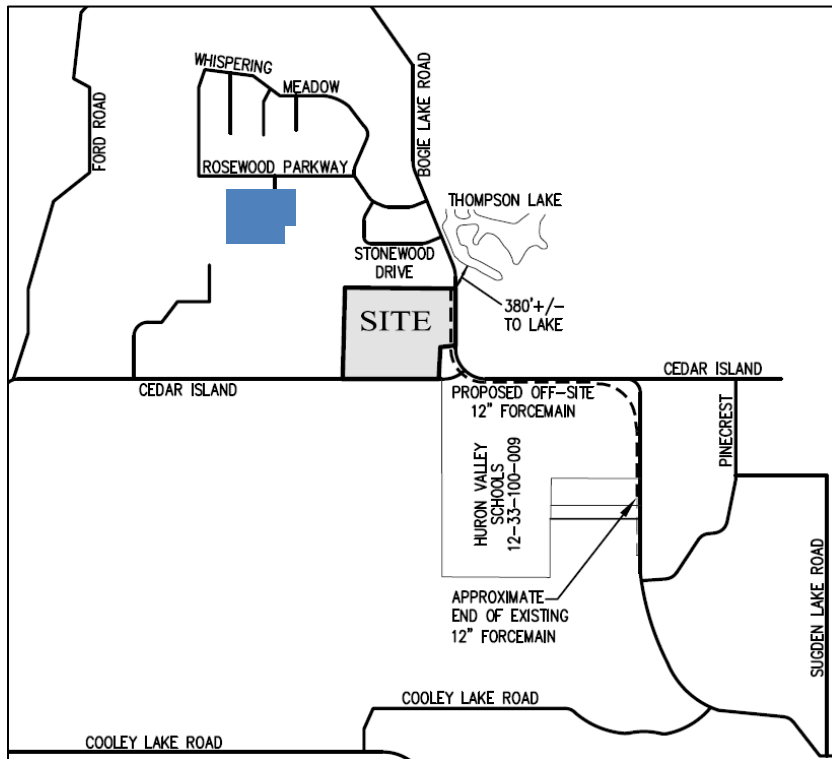 WHISPERING
MEADOW
FORD ROAD
BOGIE LAKE ROAD
ROSEWOOD PARKWAY
THOMPSON LAKE
STONEWOOD
DRIVE
380'+/-
TO LAKE
SITE
CEDAR ISLAND
CEDAR ISLAND
PROPOSED OFF-SITE
12" FORCEMAIN
PINECREST
HURON VALLEY
SCHOOLS
12-33-100-009
APPROXIMATE
END OF EXISTING
12" FORCEMAIN
SUGDEN LAKE ROAD
COOLEY LAKE ROAD
COOLEY LAKE ROAD